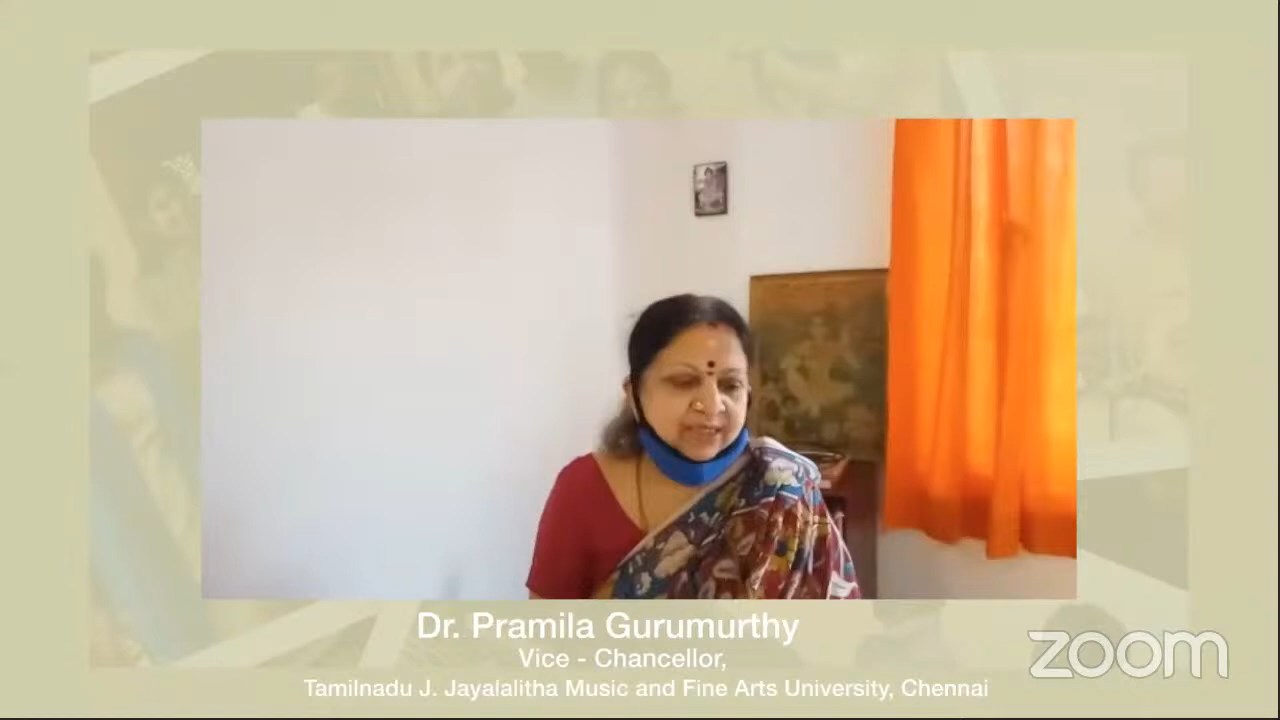 Dr. Pramila Gurumurthy
Vice - Chancellor,
Tamilnadu J. Jayalalitha Music and Fine Arts University, Chennai
zoom